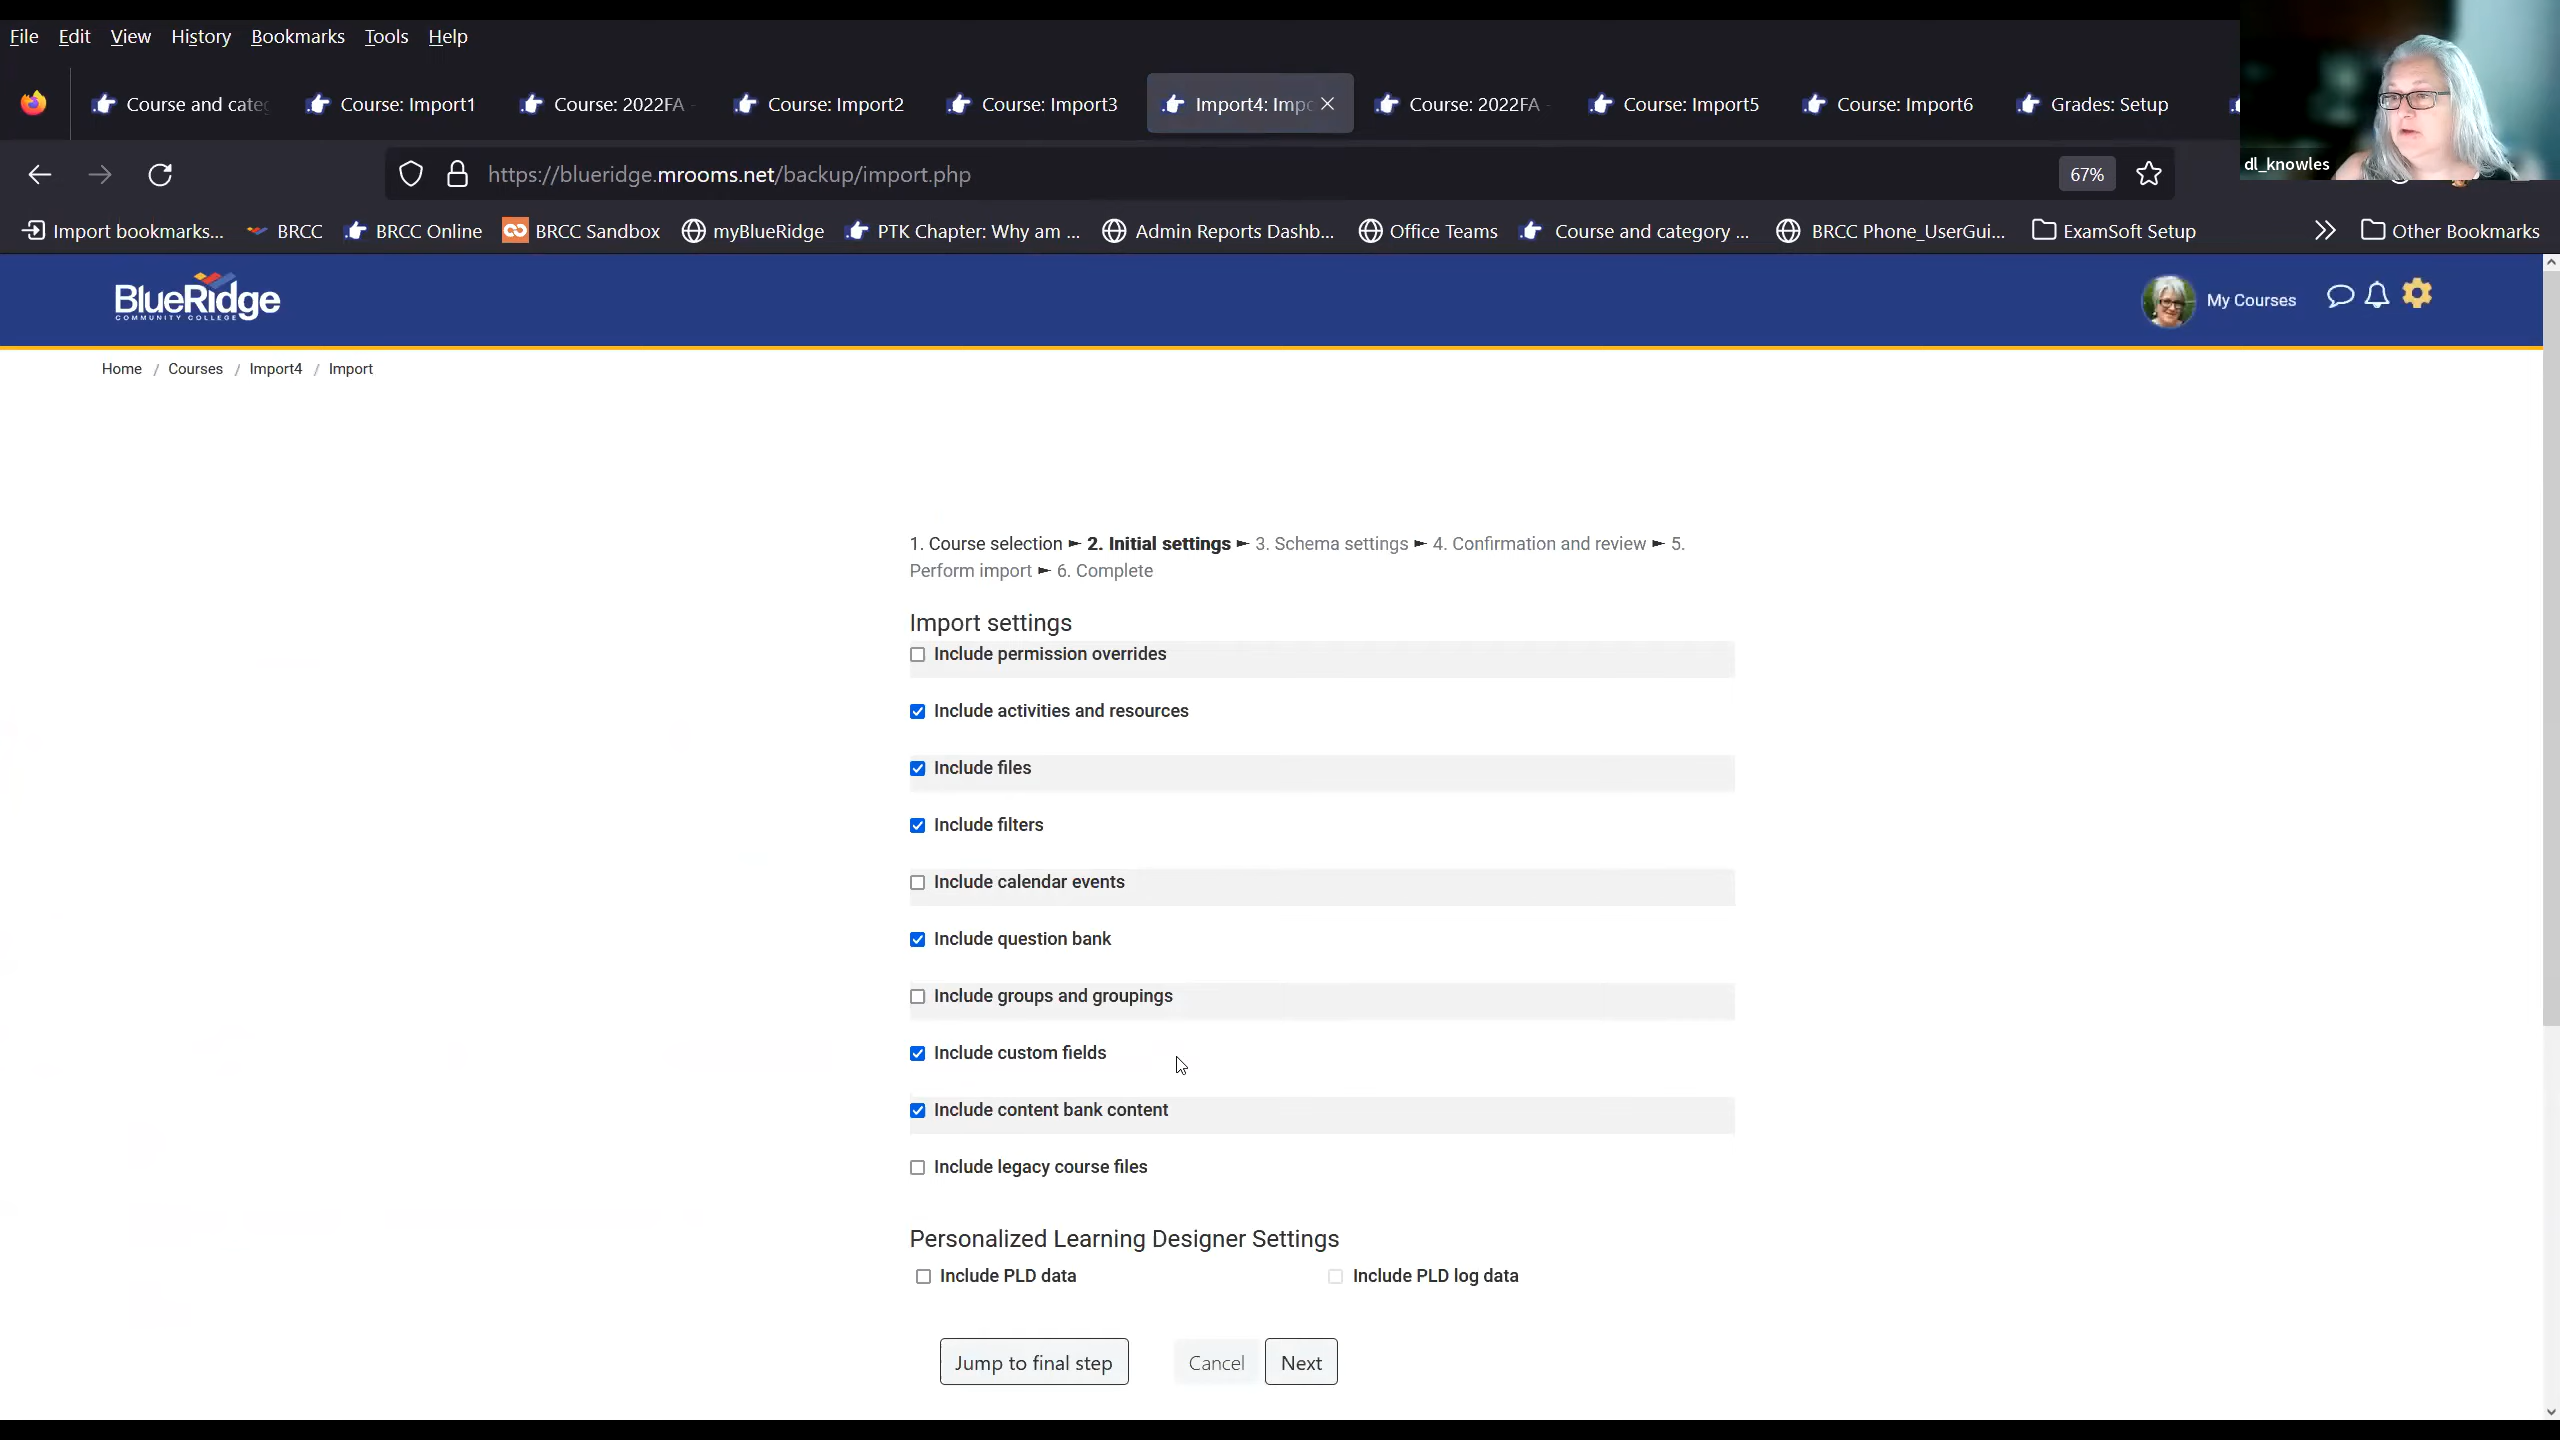 File Edit View History Bookmarks Tools Help
Course and cate
Course: Import1
Course: 2022FA
Course: Import2
Course: Import3
Import4: Imp
Course: 2022FA
Course: Import5
Course: Import6
Grades: Setup
https://blueridge.mrooms.net/backup/import.php
67%
dl_knowles
Import bookmarks...
BRCC
BRCC Online
BRCC Sandbox
myBlueRidge
PTK Chapter: Why am ...
Admin Reports Dashb...
Office Teams
Course and category ...
BRCC Phone_UserGui...
ExamSoft Setup
Other Bookmarks
BlueRidge
COMMUNITY COLLEGE
My Courses
Home / Courses / Import4 / Import
1. Course selection ► 2. Initial settings ► 3. Schema settings ► 4. Confirmation and review ► 5.
Perform import ► 6. Complete
Import settings
Include permission overrides
Include activities and resources
Include files
Include filters
Include calendar events
Include question bank
Include groups and groupings
Include custom fields
Include content bank content
Include legacy course files
Personalized Learning Designer Settings
Include PLD data
Include PLD log data
Jump to final step
Cancel
Next